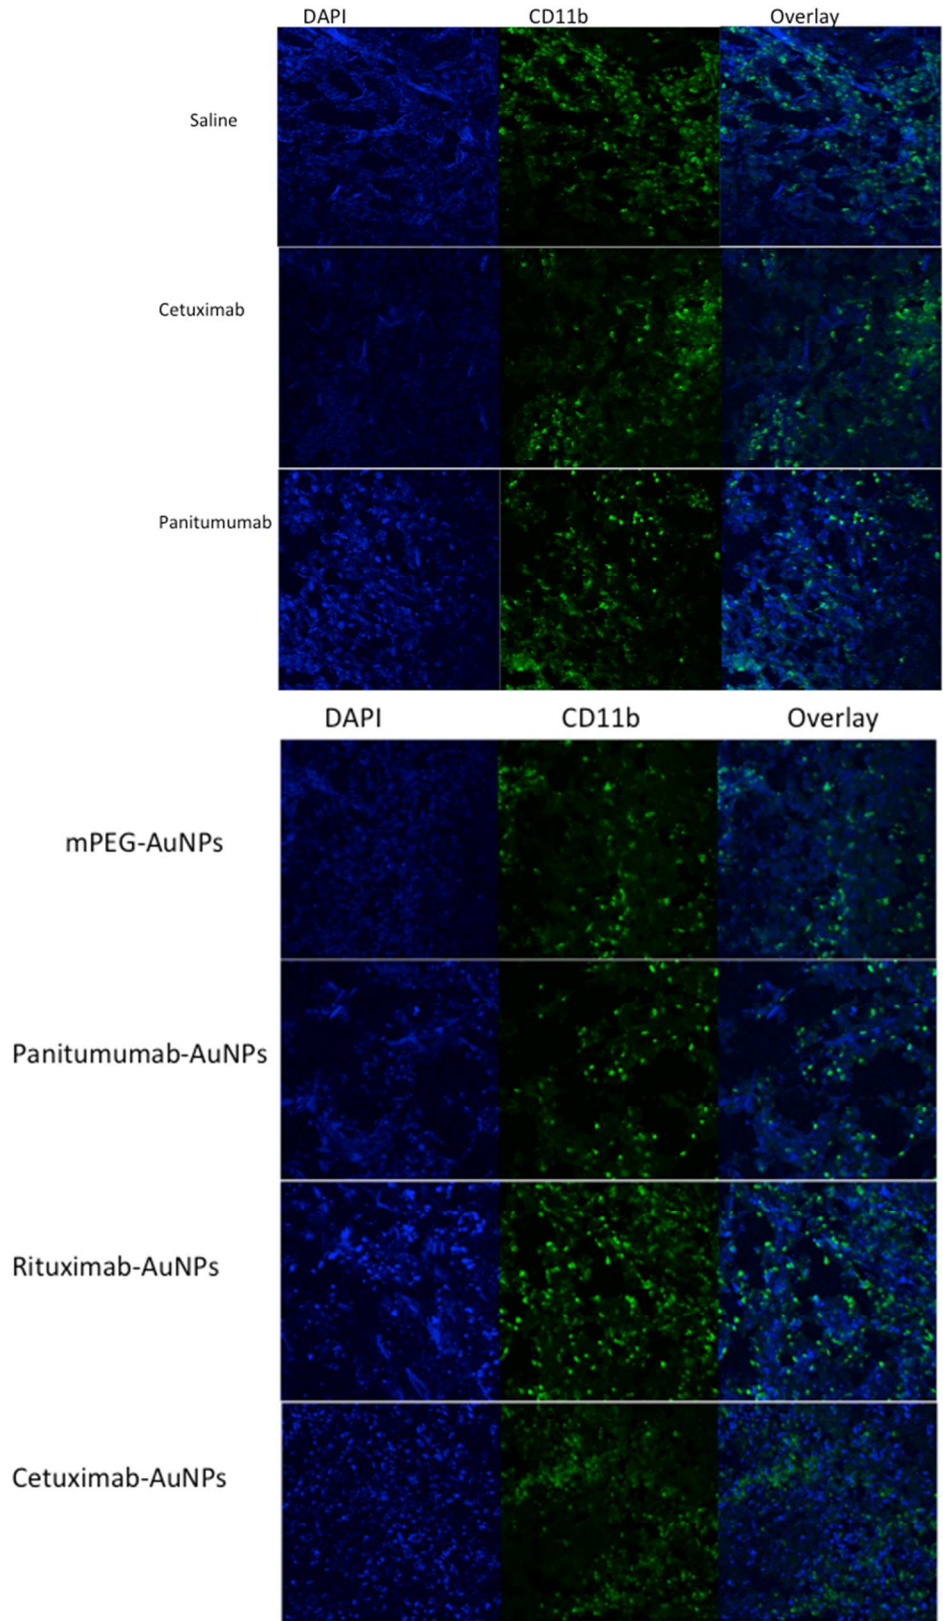 DAPI CD11b Overlay
Saline
Cetuximab
Panitumumab
DAPI CD11b Overlay
mPEG-AuNPs
Panitumumab-AuNPs
Rituximab-AuNPs
Cetuximab-AuNPs